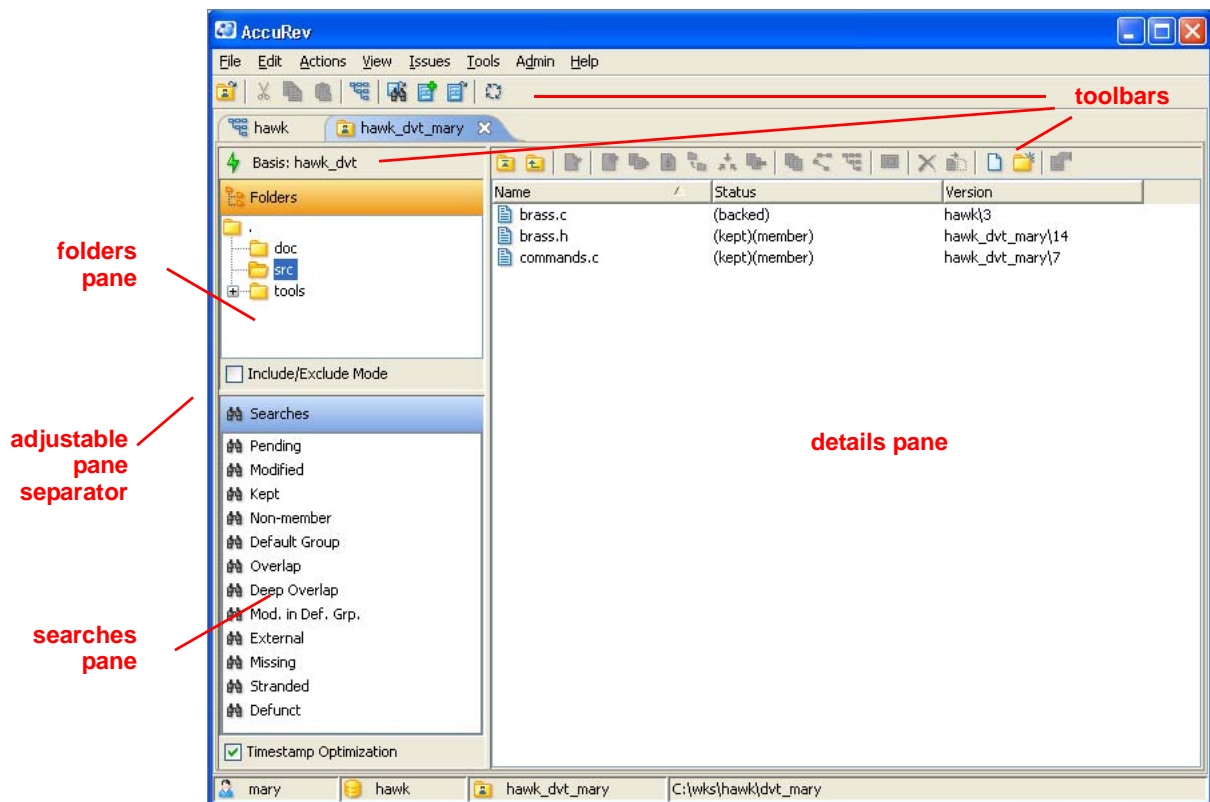 AccuRev
File Edit Actions View Issues Tools Admin Help
toolbars
hawk hawk_dvt_mary
Basis: hawk_dvt
Folders
.
doc
src
tools
folders
pane
Include/Exclude Mode
adjustable
pane
separator
Searches
Pending
Modified
Kept
Non-member
Default Group
Overlap
Deep Overlap
Mod. in Def. Grp.
External
Missing
Stranded
Defunct
searches
pane
Timestamp Optimization
Name Status Version
brass.c (backed) hawk\3
brass.h (kept)(member) hawk_dvt_mary\14
commands.c (kept)(member) hawk_dvt_mary\7
details pane
mary hawk hawk_dvt_mary C:\wks\hawk\dvt_mary